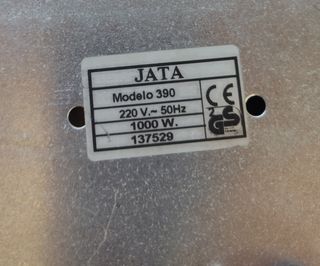 JATA
Modelo 390
220 V.~ 50Hz
1000 W.
137529
CE
GS